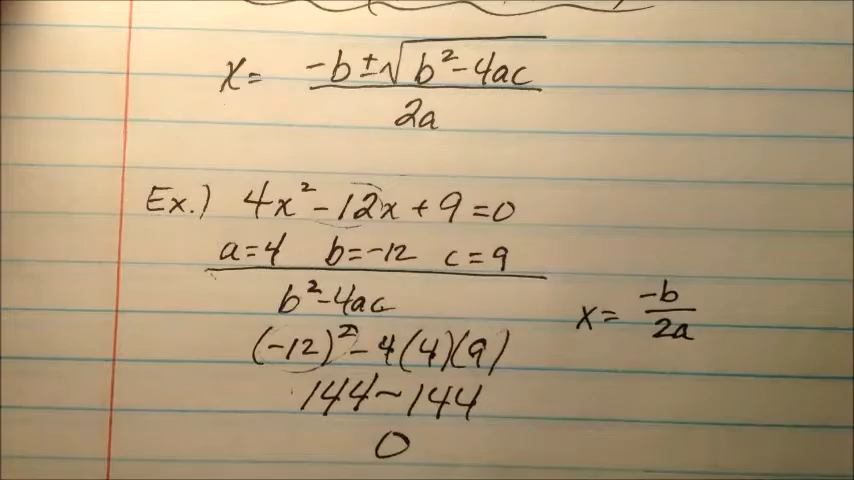 x = -b ± √b² - 4ac
2a
Ex.) 4x² - 12x + 9 = 0
a = 4 b = -12 c = 9
b² - 4ac
(-12)² - 4(4)(9)
144 - 144
0
x = -b
2a